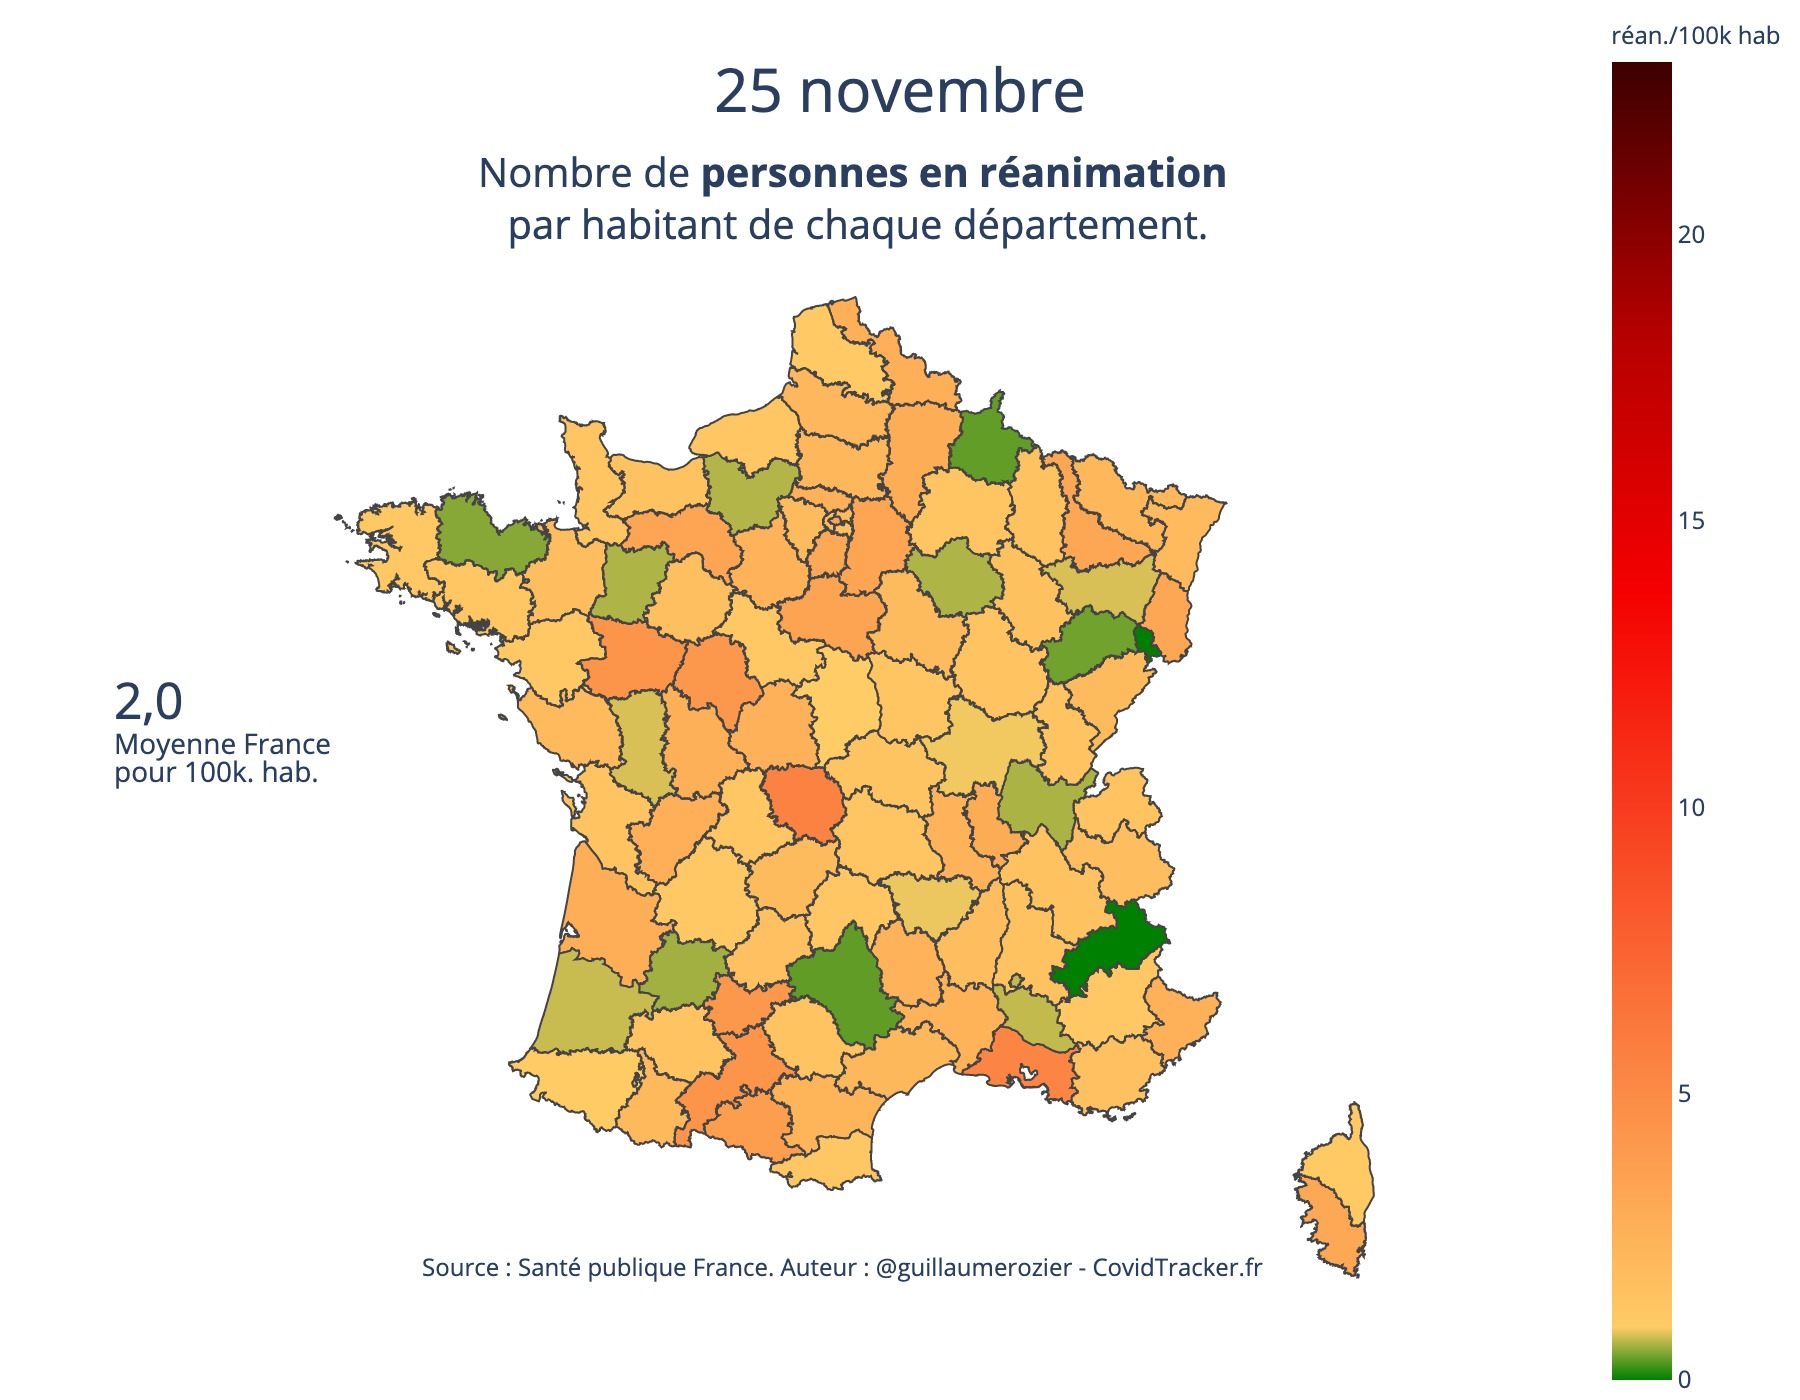 réan./100k hab
25 novembre
Nombre de personnes en réanimation
par habitant de chaque département.
20
15
2,0
Moyenne France
pour 100k. hab.
10
5
Source : Santé publique France. Auteur : @guillaumerozier - CovidTracker.fr
0